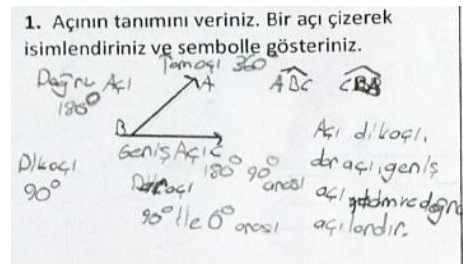 1. Açının tanımını veriniz. Bir açı çizerek
isimlendiriniz ve sembolle gösteriniz.
Tamaçı 360°
Doğru Açı
180°
A
ABC
CBA
B
C
Geniş Açı
180° 90°
arası
Dikaçı
90°
Daraçı
90° ile 0° arası
Açı dikaçı,
daraçı, geniş
açı ve doğru
açılardır.